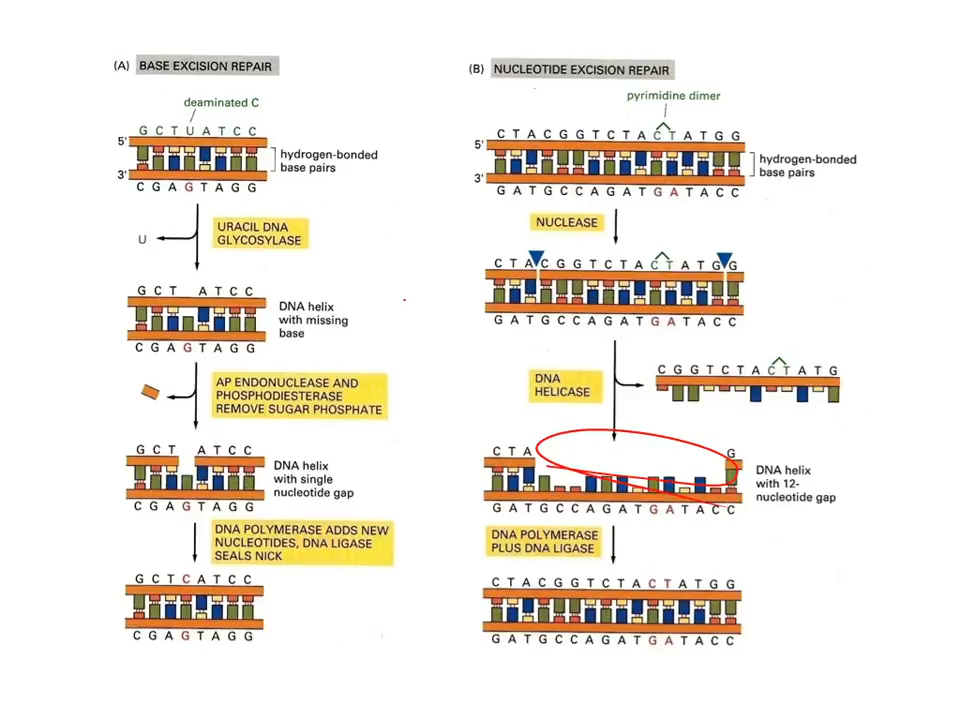 (A) BASE EXCISION REPAIR
deaminated C
G C T U A T C C
5'
hydrogen-bonded
base pairs
3'
C G A G T A G G
URACIL DNA
GLYCOSYLASE
U
G C T A T C C
DNA helix
with missing
base
C G A G T A G G
AP ENDONUCLEASE AND
PHOSPHODIESTERASE
REMOVE SUGAR PHOSPHATE
G C T A T C C
DNA helix
with single
nucleotide gap
C G A G T A G G
DNA POLYMERASE ADDS NEW
NUCLEOTIDES, DNA LIGASE
SEALS NICK
G C T C A T C C
C G A G T A G G
(B) NUCLEOTIDE EXCISION REPAIR
pyrimidine dimer
C T A C G G T C T A C T A T G G
5'
hydrogen-bonded
base pairs
3'
G A T G C C A G A T G A T A C C
NUCLEASE
C T A C G G T C T A C T A T G G
G A T G C C A G A T G A T A C C
DNA
HELICASE
C G G T C T A C T A T G
C T A G
DNA helix
with 12-
nucleotide gap
G A T G C C A G A T G A T A C C
DNA POLYMERASE
PLUS DNA LIGASE
C T A C G G T C T A C T A T G G
G A T G C C A G A T G A T A C C